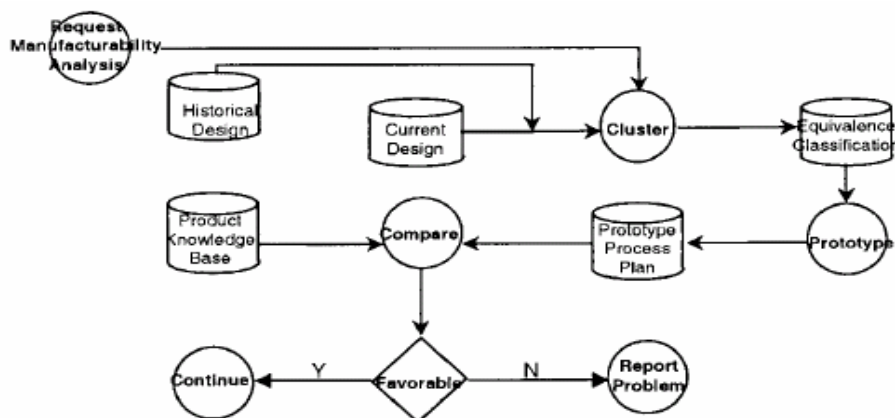 Request
Manufacturability
Analysis
Historical
Design
Current
Design
Cluster
Equivalence
Classification
Product
Knowledge
Base
Compare
Prototype
Process
Plan
Prototype
Continue
Y
Favorable
N
Report
Problem